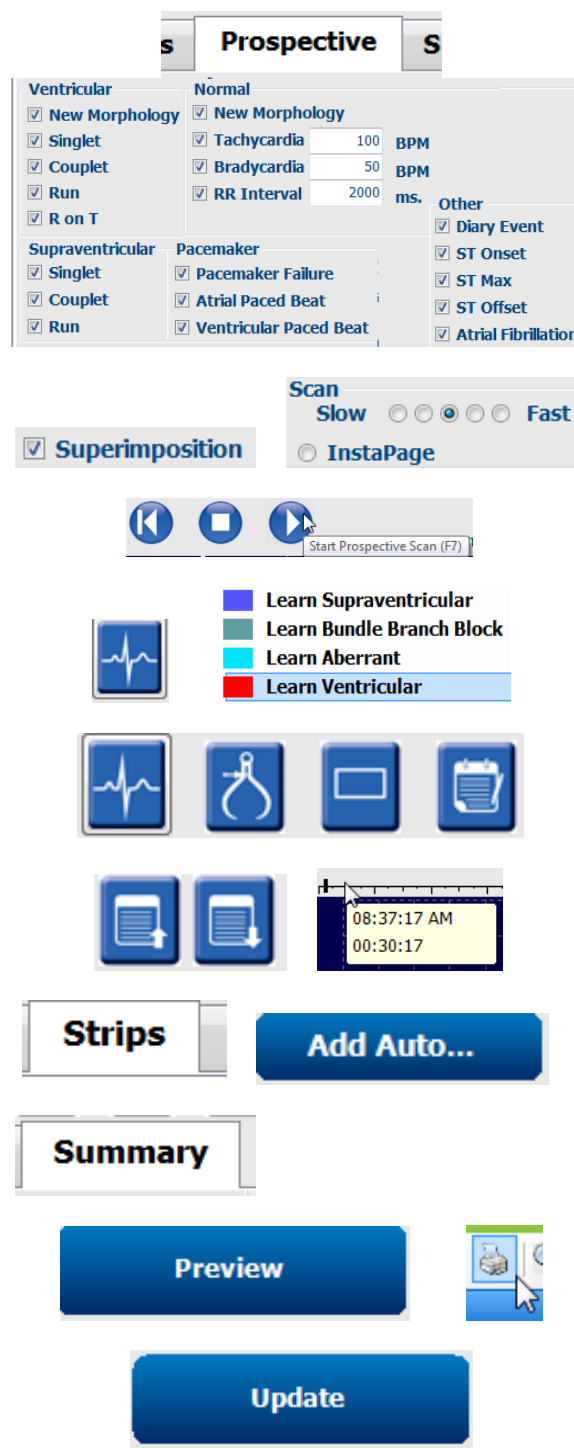 s Prospective S
Ventricular
New Morphology
Singlet
Couplet
Run
R on T
Normal
New Morphology
Tachycardia 100 BPM
Bradycardia 50 BPM
RR Interval 2000 ms.
Other
Diary Event
ST Onset
ST Max
ST Offset
Atrial Fibrillation
Supraventricular
Singlet
Couplet
Run
Pacemaker
Pacemaker Failure
Atrial Paced Beat
Ventricular Paced Beat
Superimposition
Scan
Slow Fast
InstaPage
Start Prospective Scan (F7)
Learn Supraventricular
Learn Bundle Branch Block
Learn Aberrant
Learn Ventricular
08:37:17 AM
00:30:17
Strips
Add Auto...
Summary
Preview
Update